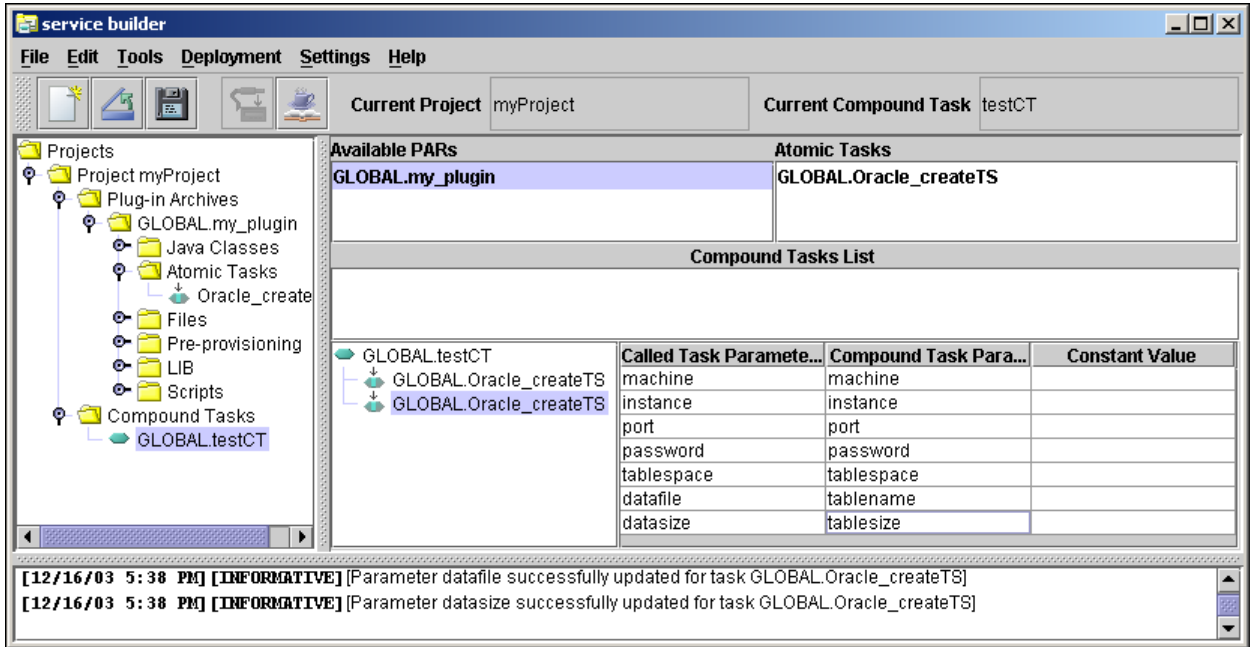 service builder
File Edit Tools Deployment Settings Help
Current Project myProject Current Compound Task testCT
Projects
Project myProject
Plug-in Archives
GLOBAL.my_plugin
Java Classes
Atomic Tasks
Oracle_create
Files
Pre-provisioning
LIB
Scripts
Compound Tasks
GLOBAL.testCT
Available PARs Atomic Tasks
GLOBAL.my_plugin GLOBAL.Oracle_createTS
Compound Tasks List
GLOBAL.testCT
GLOBAL.Oracle_createTS
GLOBAL.Oracle_createTS
Called Task Paramete... Compound Task Para... Constant Value
machine machine
instance instance
port port
password password
tablespace tablespace
datafile tablename
datasize tablesize
[12/16/03 5:38 PM] [INFORMATIVE] [Parameter datafile successfully updated for task GLOBAL.Oracle_createTS]
[12/16/03 5:38 PM] [INFORMATIVE] [Parameter datasize successfully updated for task GLOBAL.Oracle_createTS]